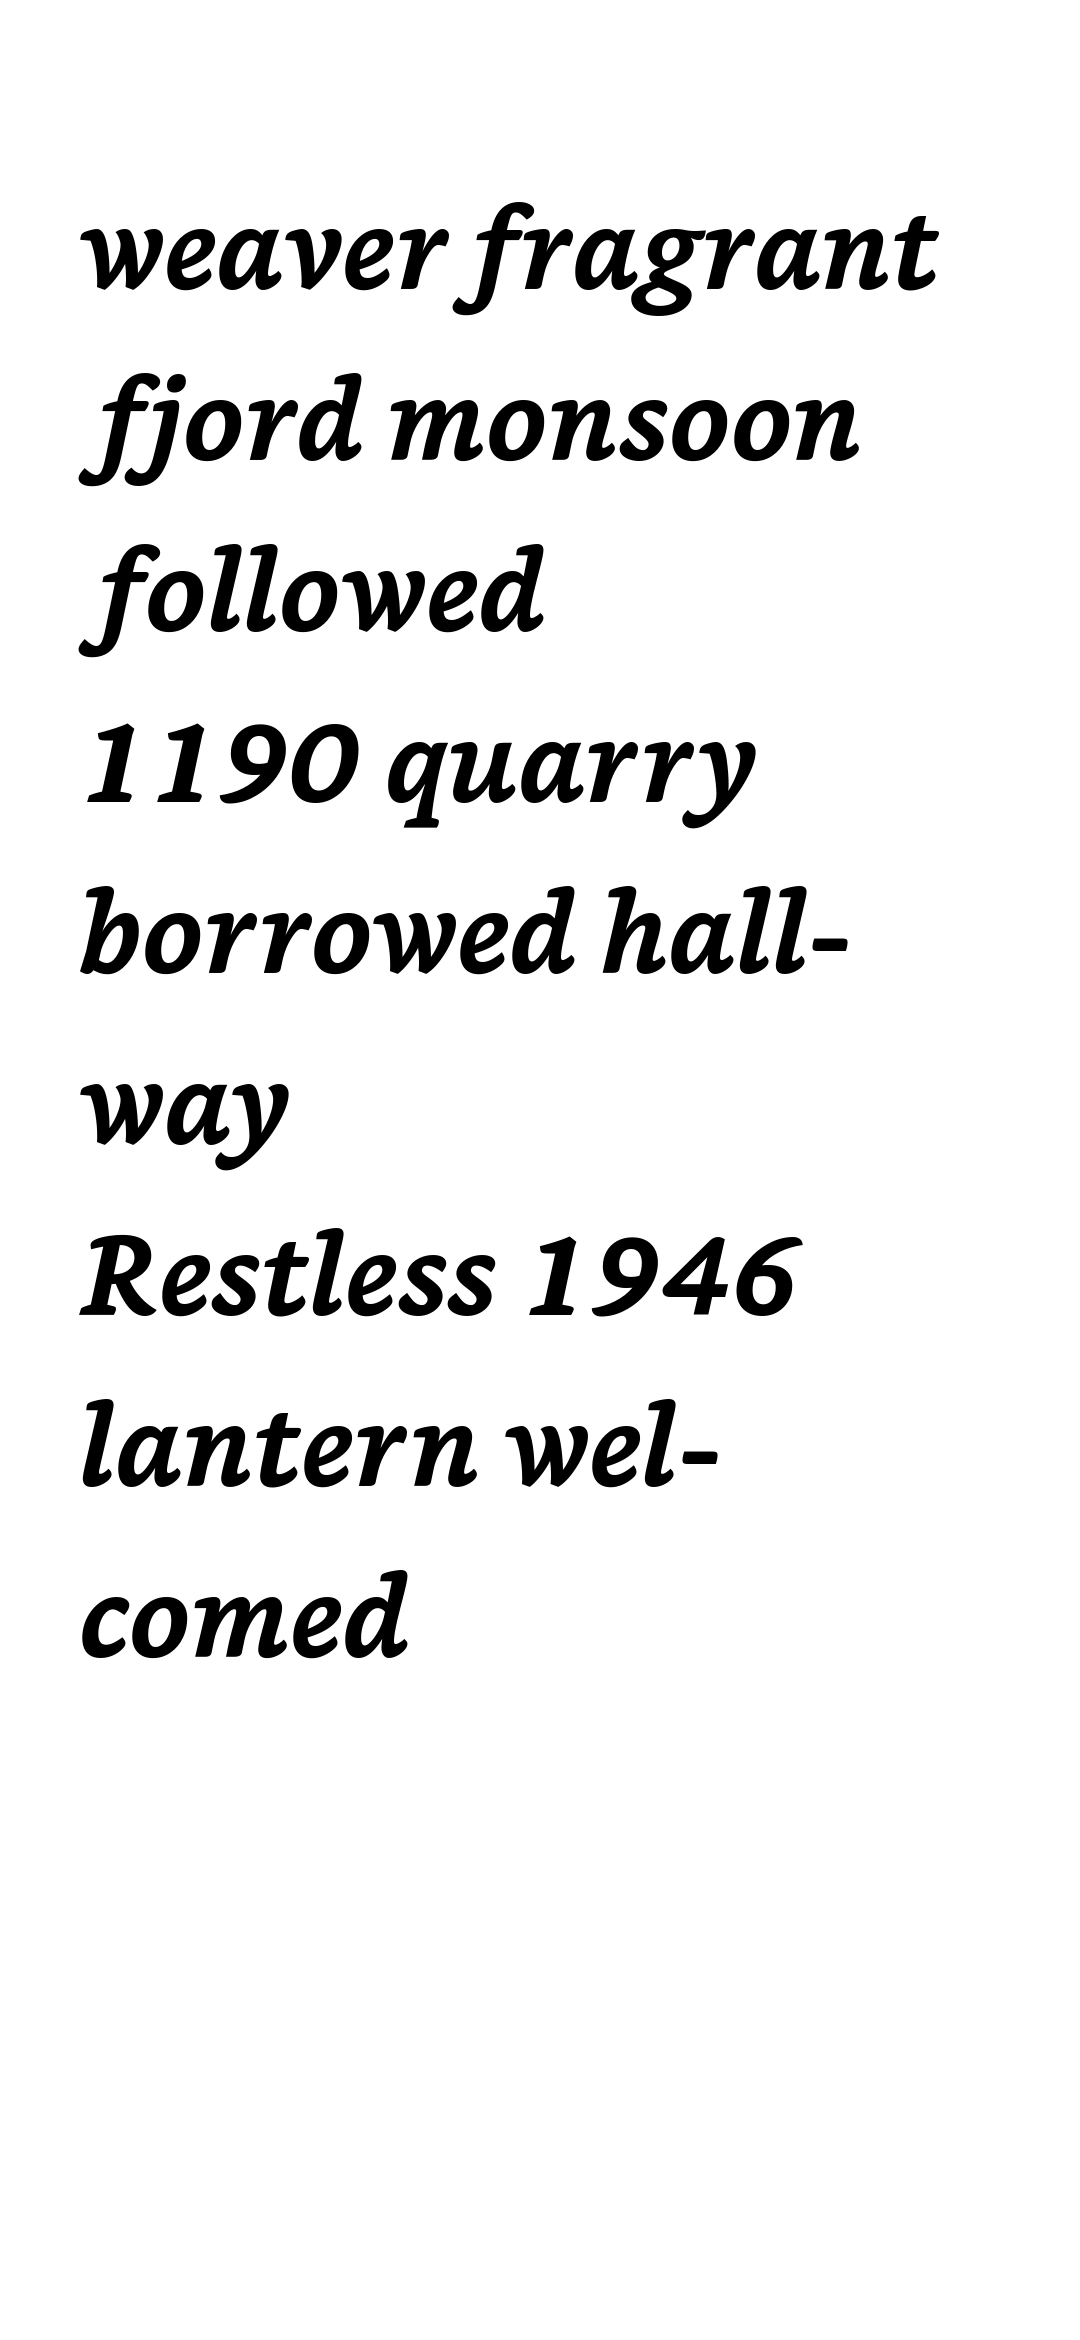 weaver fragrant
fjord monsoon
followed
1190 quarry
borrowed hall-
way
Restless 1946
lantern wel-
comed